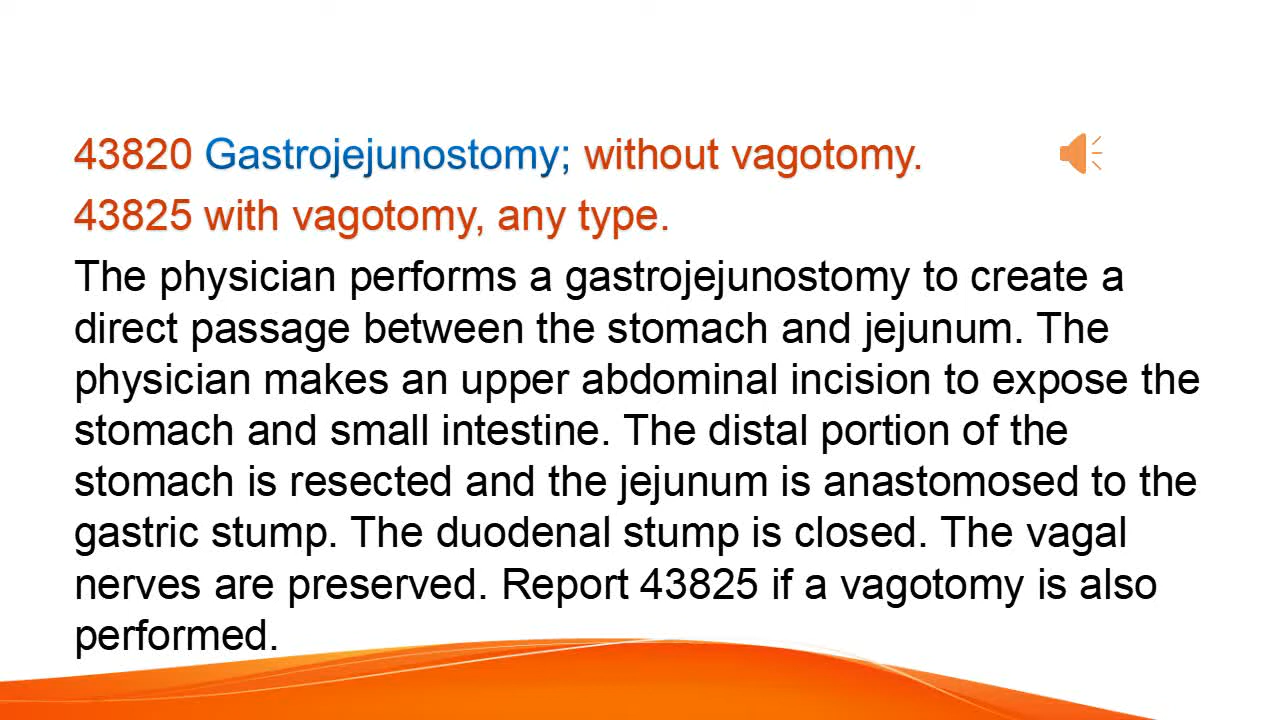 43820 Gastrojejunostomy; without vagotomy.
43825 with vagotomy, any type.
The physician performs a gastrojejunostomy to create a
direct passage between the stomach and jejunum. The
physician makes an upper abdominal incision to expose the
stomach and small intestine. The distal portion of the
stomach is resected and the jejunum is anastomosed to the
gastric stump. The duodenal stump is closed. The vagal
nerves are preserved. Report 43825 if a vagotomy is also
performed.